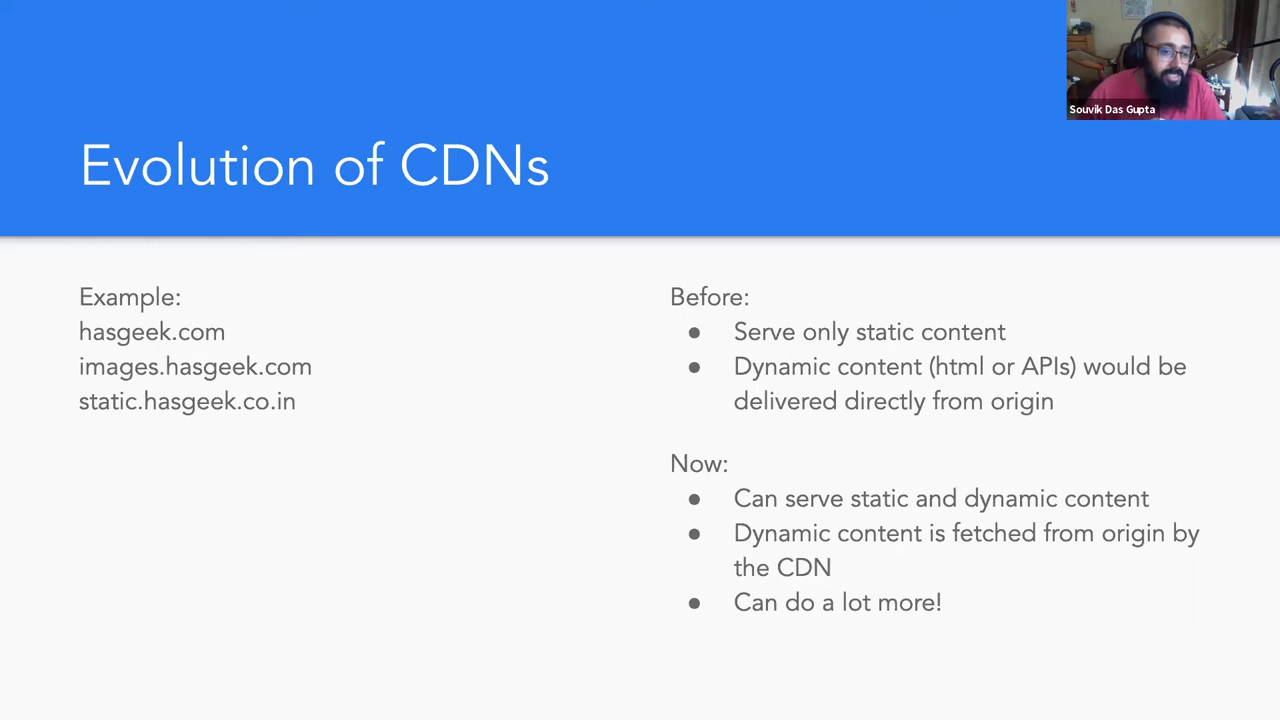 Souvik Das Gupta
Evolution of CDNs
Example:
hasgeek.com
images.hasgeek.com
static.hasgeek.co.in
Before:
● Serve only static content
● Dynamic content (html or APIs) would be
delivered directly from origin
Now:
● Can serve static and dynamic content
● Dynamic content is fetched from origin by
the CDN
● Can do a lot more!